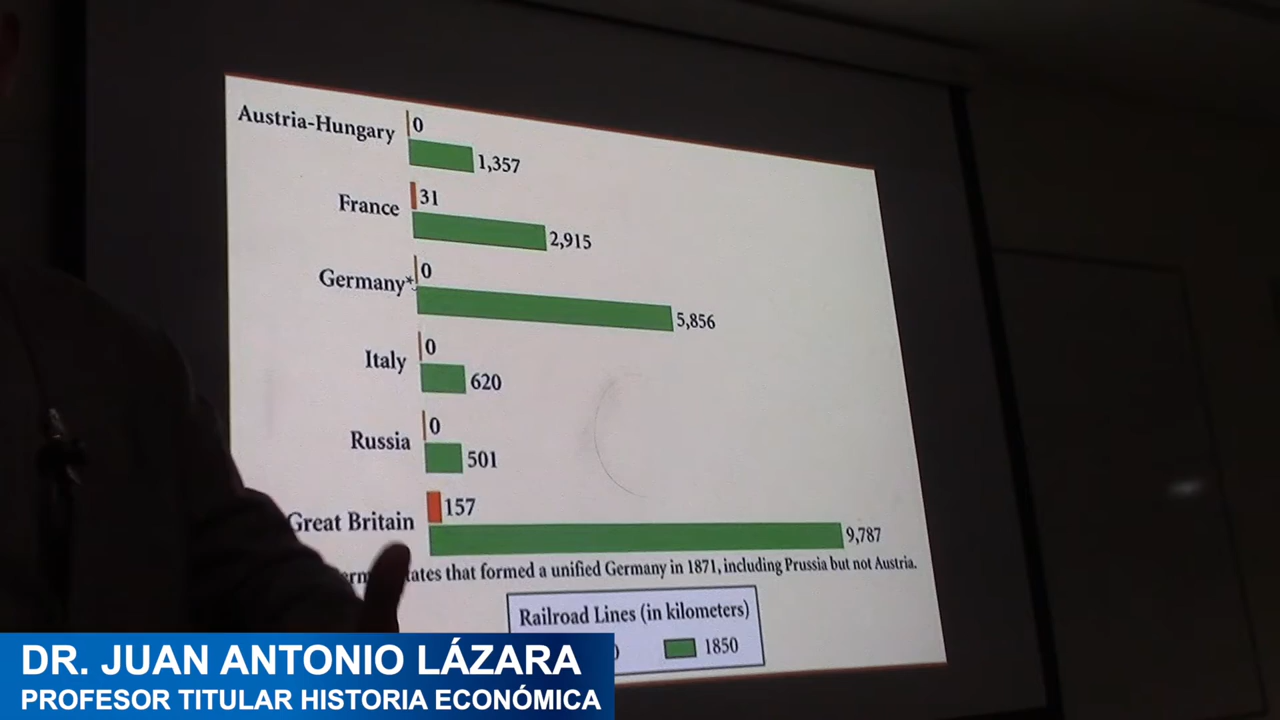 Austria-Hungary
0
1,357
France
31
2,915
Germany*
0
5,856
Italy
0
620
Russia
0
501
Great Britain
157
9,787
that formed a unified Germany in 1871, including Prussia but not Austria.
Railroad Lines (in kilometers)
1850
DR. JUAN ANTONIO LÁZARA
PROFESOR TITULAR HISTORIA ECONÓMICA